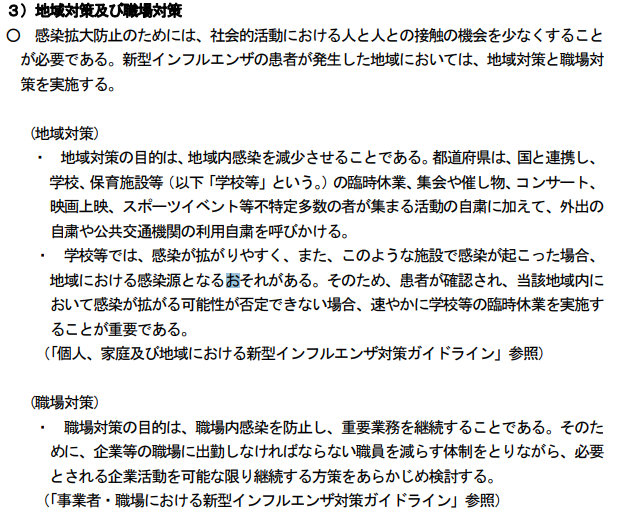 ３）地域対策及び職場対策
○　感染拡大防止のためには、社会的活動における人と人との接触の機会を少なくすること
が必要である。新型インフルエンザの患者が発生した地域においては、地域対策と職場対
策を実施する。
（地域対策）
・　地域対策の目的は、地域内感染を減少させることである。都道府県は、国と連携し、
学校、保育施設等（以下「学校等」という。）の臨時休業、集会や催し物、コンサート、
映画上映、スポーツイベント等不特定多数の者が集まる活動の自粛に加えて、外出の
自粛や公共交通機関の利用自粛を呼びかける。
・　学校等では、感染が拡がりやすく、また、このような施設で感染が起こった場合、
地域における感染源となるおそれがある。そのため、患者が確認され、当該地域内に
おいて感染が拡がる可能性が否定できない場合、速やかに学校等の臨時休業を実施す
ることが重要である。
（「個人、家庭及び地域における新型インフルエンザ対策ガイドライン」参照）
（職場対策）
・　職場対策の目的は、職場内感染を防止し、重要業務を継続することである。そのた
めに、企業等の職場に出勤しなければならない職員を減らす体制をとりながら、必要
とされる企業活動を可能な限り継続する方策をあらかじめ検討する。
（「事業者・職場における新型インフルエンザ対策ガイドライン」参照）